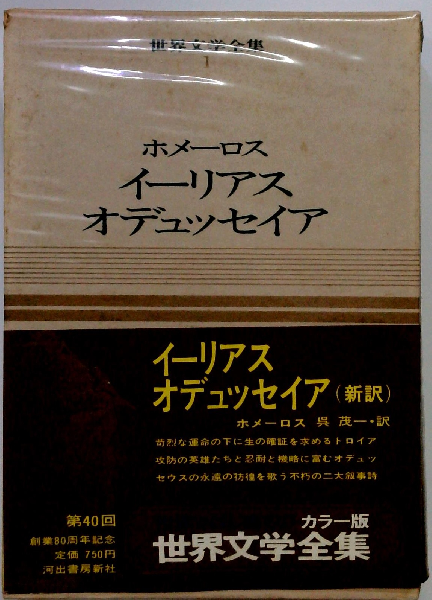 世界文学全集
1
ホメーロス
イーリアス
オデュッセイア
イーリアス
オデュッセイア(新訳)
ホメーロス 呉 茂一・訳
苛烈な運命の下に生の確証を求めるトロイア
攻防の英雄たちと忍耐と機略に富むオデュッ
セウスの永遠の彷徨を歌う不朽の二大叙事詩
第40回
創業80周年記念
定価 750円
河出書房新社
カラー版
世界文学全集